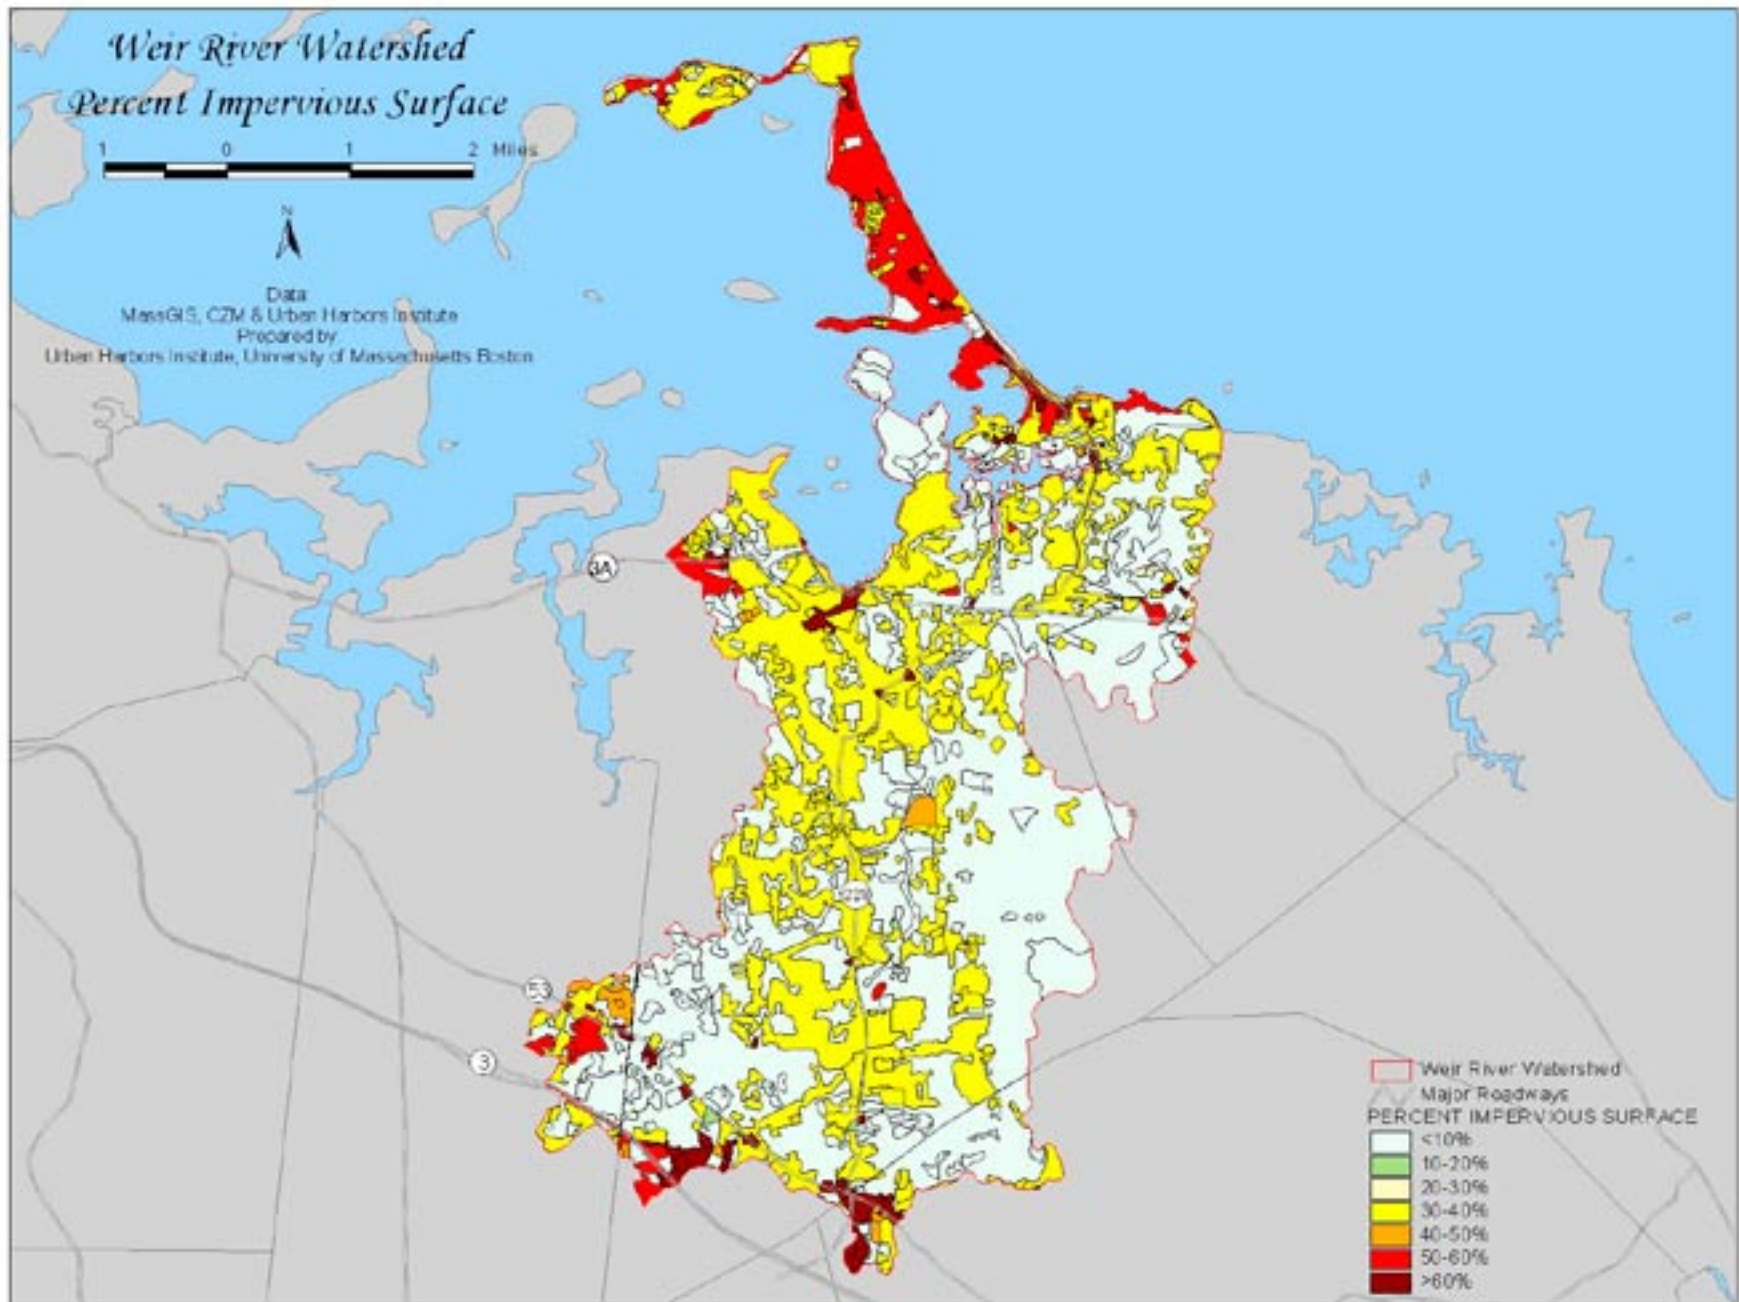 Weir River Watershed
Percent Impervious Surface
1 0 1 2 Miles
N
Data
MassGIS, CZM & Urban Harbors Institute
Prepared by
Urban Harbors Institute, University of Massachusetts Boston
3A
228
53
3
Weir River Watershed
Major Roadways
PERCENT IMPERVIOUS SURFACE
<10%
10-20%
20-30%
30-40%
40-50%
50-60%
>60%